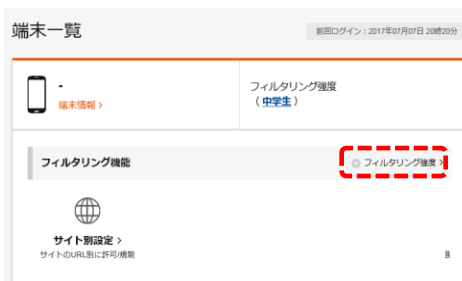 端末一覧
前回ログイン：2017年07月07日 20時20分
-
端末情報 >
フィルタリング強度
（中学生）
フィルタリング機能
フィルタリング強度 >
サイト別設定 >
サイトのURL別に許可/規制